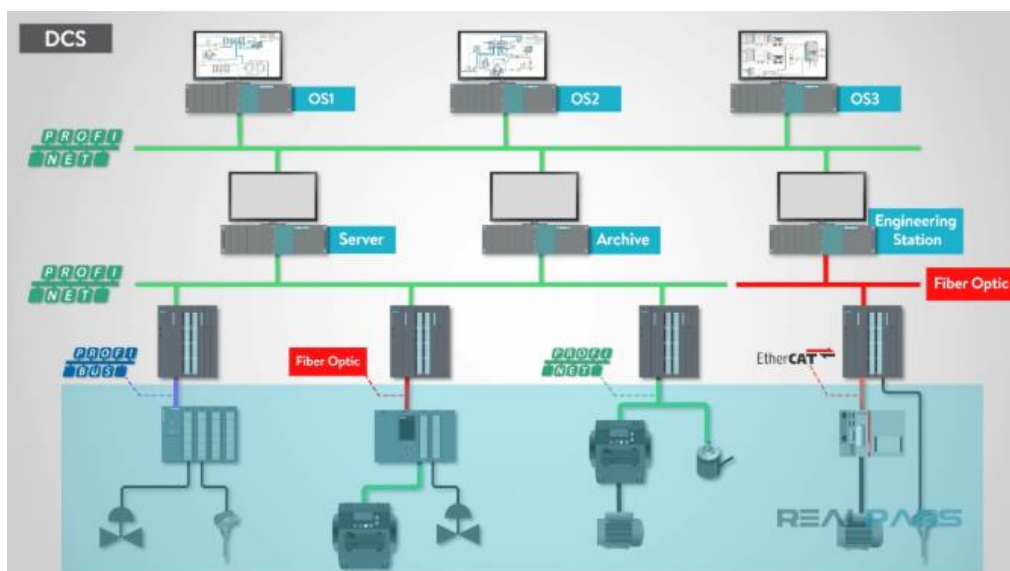 DCS
OS1
OS2
OS3
PROFI
NET
Server
Archive
Engineering
Station
PROFI
NET
Fiber Optic
PROFI
BUS
Fiber Optic
PROFI
NET
EtherCAT
REALPARS